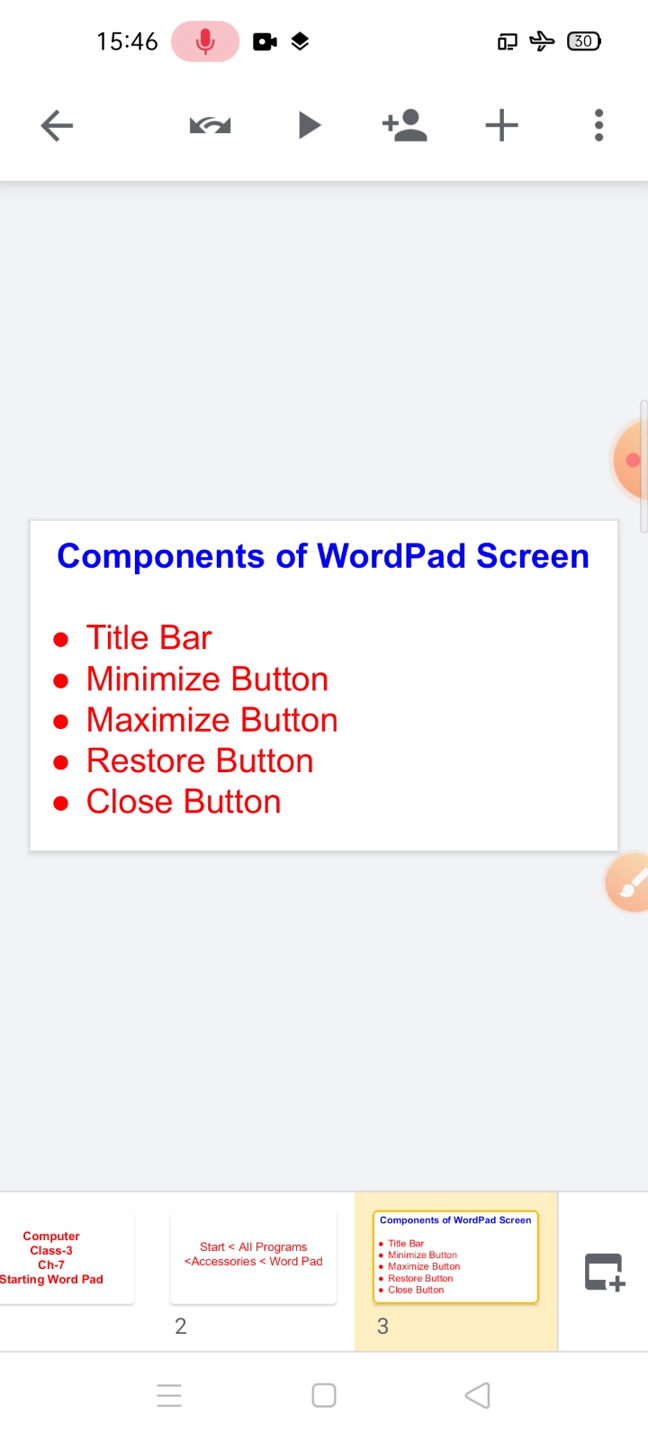 15:46
30
Components of WordPad Screen
● Title Bar
● Minimize Button
● Maximize Button
● Restore Button
● Close Button
Computer
Class-3
Ch-7
Starting Word Pad
Start < All Programs
<Accessories < Word Pad
2
Components of WordPad Screen
● Title Bar
● Minimize Button
● Maximize Button
● Restore Button
● Close Button
3